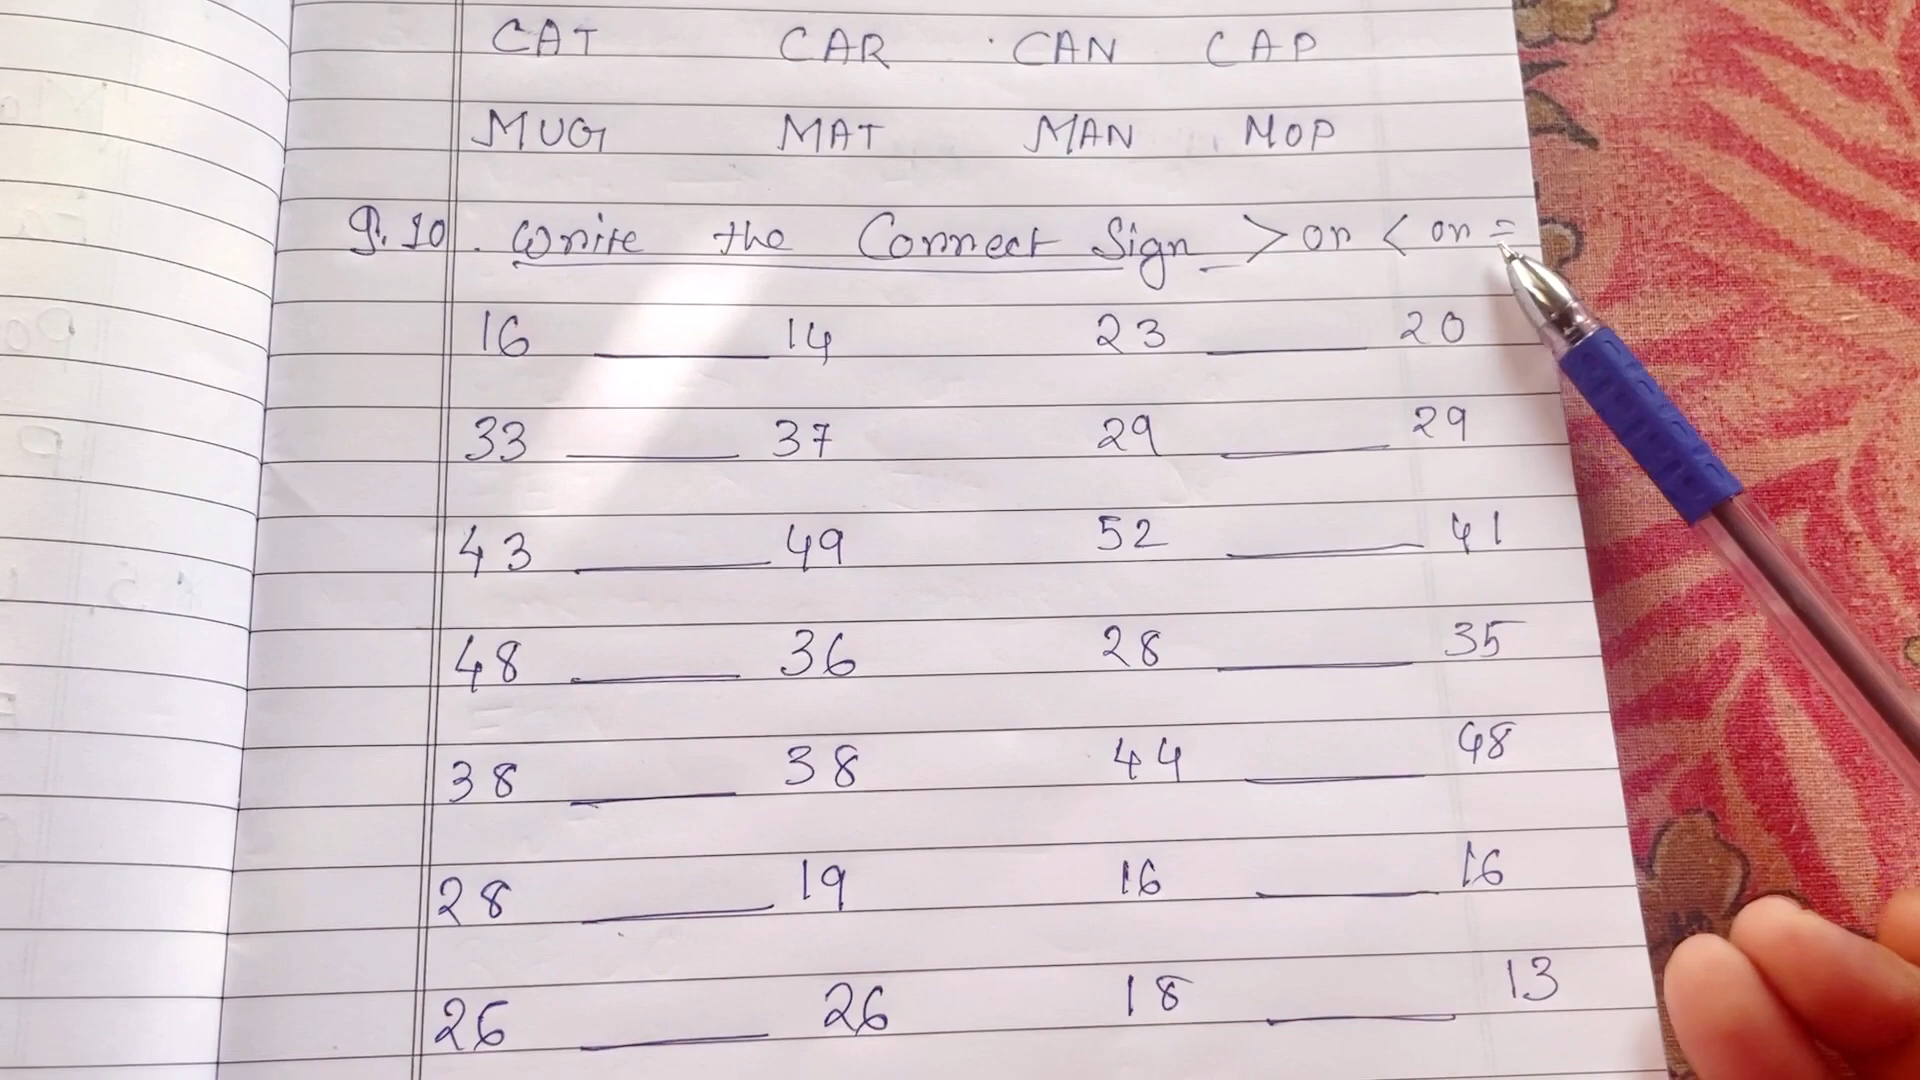 CAT CAR CAN CAP
MUG MAT MAN MOP
Q.10. Write the Correct Sign > or < or =
16 ____ 14 23 ____ 20
33 ____ 37 29 ____ 29
43 ____ 49 52 ____ 41
48 ____ 36 28 ____ 35
38 ____ 38 44 ____ 48
28 ____ 19 16 ____ 16
26 ____ 26 18 ____ 13